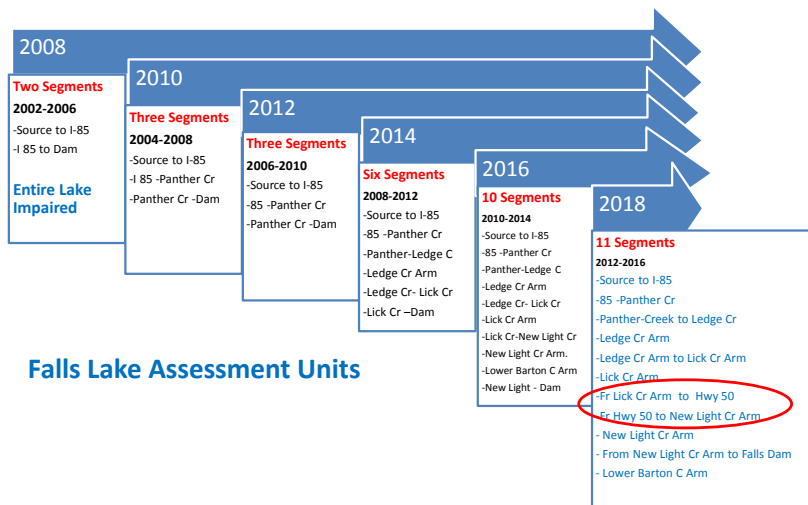 2008
Two Segments
2002-2006
-Source to I-85
-I 85 to Dam
Entire Lake
Impaired
2010
Three Segments
2004-2008
-Source to I-85
-I 85 -Panther Cr
-Panther Cr -Dam
2012
Three Segments
2006-2010
-Source to I-85
-85 -Panther Cr
-Panther Cr -Dam
2014
Six Segments
2008-2012
-Source to I-85
-85 -Panther Cr
-Panther-Ledge C
-Ledge Cr Arm
-Ledge Cr- Lick Cr
-Lick Cr –Dam
2016
10 Segments
2010-2014
-Source to I-85
-85 -Panther Cr
-Panther-Ledge C
-Ledge Cr Arm
-Ledge Cr- Lick Cr
-Lick Cr Arm
-Lick Cr-New Light Cr
-New Light Cr Arm.
-Lower Barton C Arm
-New Light - Dam
2018
11 Segments
2012-2016
-Source to I-85
-85 -Panther Cr
-Panther-Creek to Ledge Cr
-Ledge Cr Arm
-Ledge Cr Arm to Lick Cr Arm
-Lick Cr Arm
-Fr Lick Cr Arm to Hwy 50
-Fr Hwy 50 to New Light Cr Arm
- New Light Cr Arm
- From New Light Cr Arm to Falls Dam
- Lower Barton C Arm
Falls Lake Assessment Units